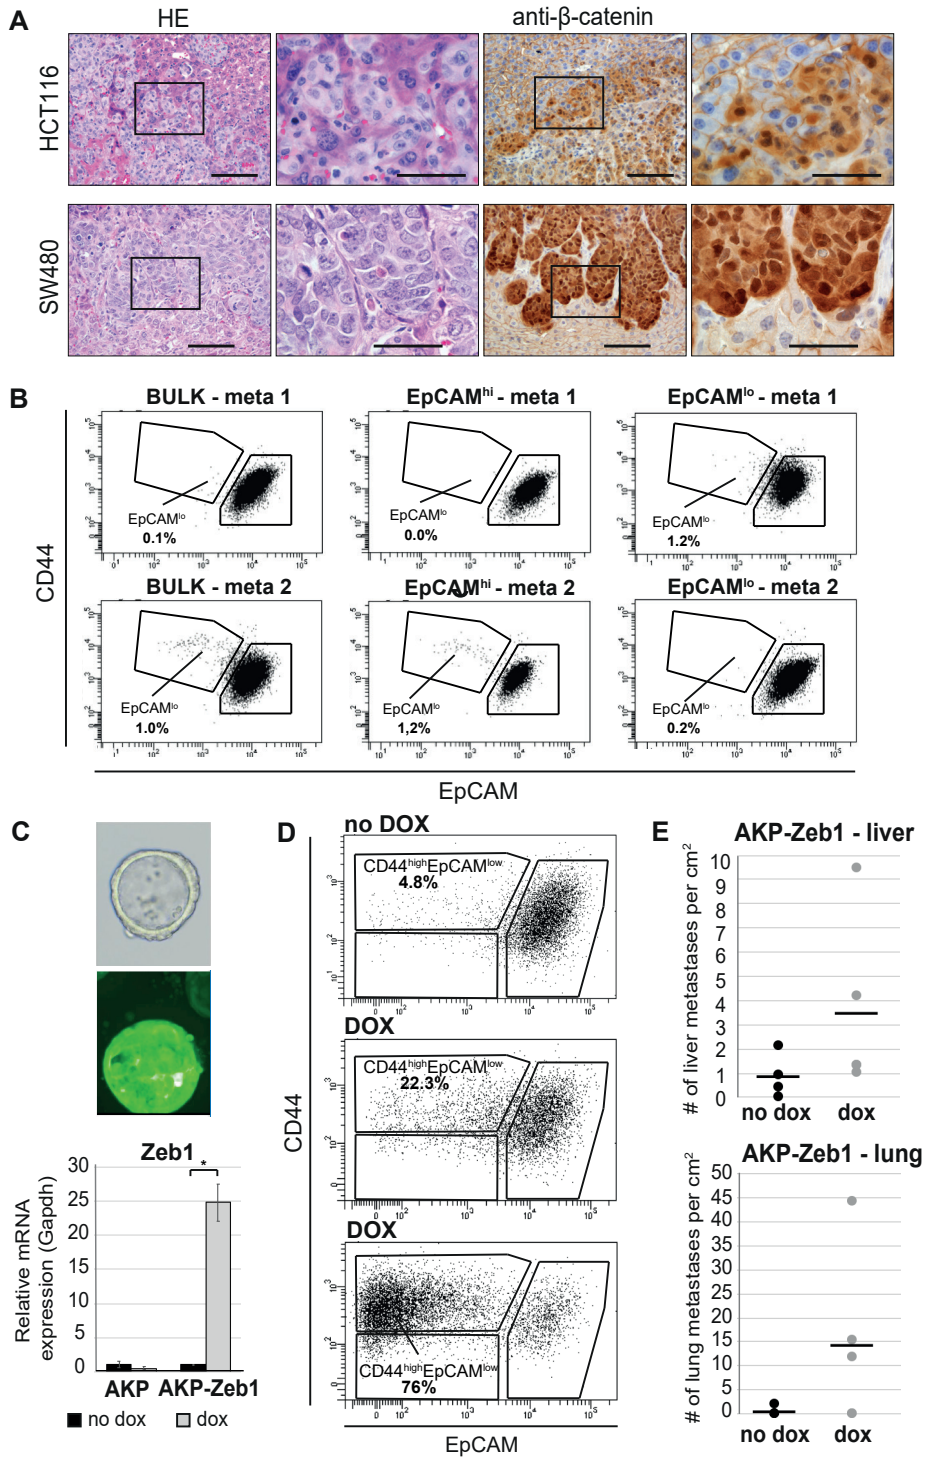 A
HE
anti-β-catenin
HCT116
SW480
B
BULK - meta 1
EpCAMhi - meta 1
EpCAMlo - meta 1
EpCAMlo
0.1%
EpCAMlo
0.0%
EpCAMlo
1.2%
BULK - meta 2
EpCAMhi - meta 2
EpCAMlo - meta 2
EpCAMlo
1.0%
EpCAMlo
1,2%
EpCAMlo
0.2%
CD44
EpCAM
C
Zeb1
*
Relative mRNA
expression (Gapdh)
30
25
20
15
10
5
0
AKP
AKP-Zeb1
no dox
dox
D
no DOX
CD44highEpCAMlow
4.8%
DOX
CD44highEpCAMlow
22.3%
DOX
CD44highEpCAMlow
76%
CD44
EpCAM
E
AKP-Zeb1 - liver
# of liver metastases per cm2
10
9
8
7
6
5
4
3
2
1
0
no dox
dox
AKP-Zeb1 - lung
# of lung metastases per cm2
50
45
40
35
30
25
20
15
10
5
0
no dox
dox